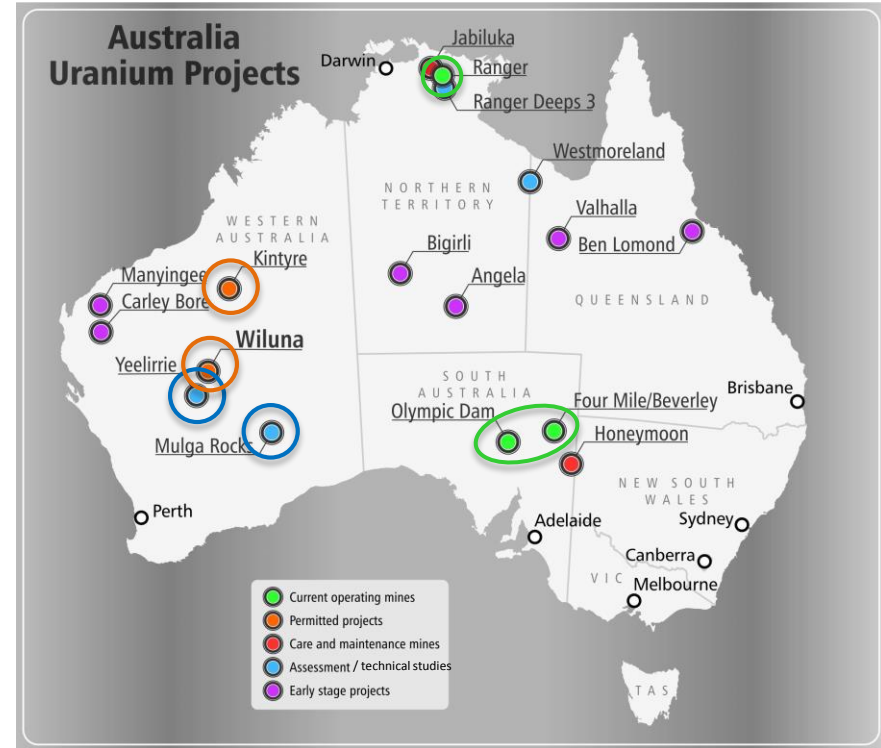 Australia
Uranium Projects
Darwin
Jabiluka
Ranger
Ranger Deeps 3
Westmoreland
NORTHERN
TERRITORY
WESTERN
AUSTRALIA
Valhalla
Ben Lomond
Bigirli
Kintyre
Manyingee
Carley Bore
Angela
QUEENSLAND
Wiluna
Yeelirrie
SOUTH
AUSTRALIA
Olympic Dam
Four Mile/Beverley
Brisbane
Honeymoon
Mulga Rocks
NEW SOUTH
WALES
Perth
Adelaide
Sydney
Canberra
VIC
Melbourne
Current operating mines
Permitted projects
Care and maintenance mines
Assessment / technical studies
Early stage projects
TAS